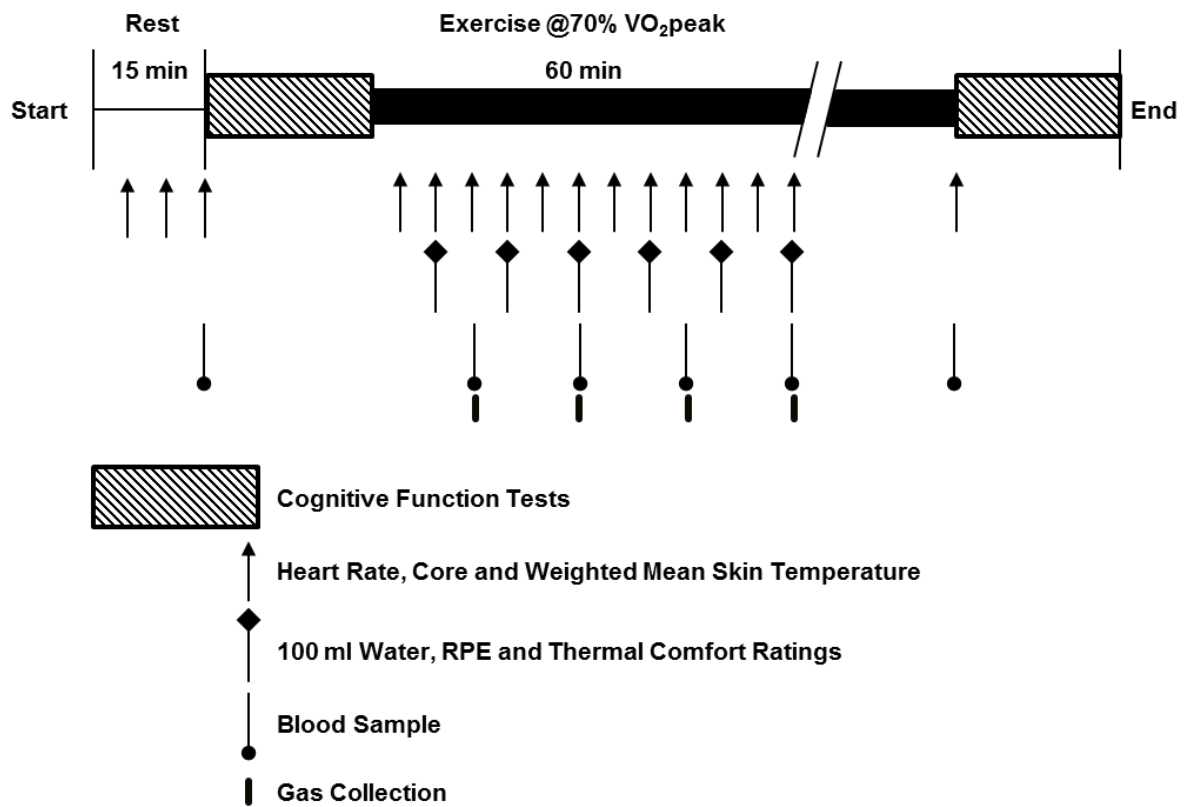 Rest
Exercise @70% VO₂peak
15 min
60 min
Start
End
Cognitive Function Tests
Heart Rate, Core and Weighted Mean Skin Temperature
100 ml Water, RPE and Thermal Comfort Ratings
Blood Sample
Gas Collection